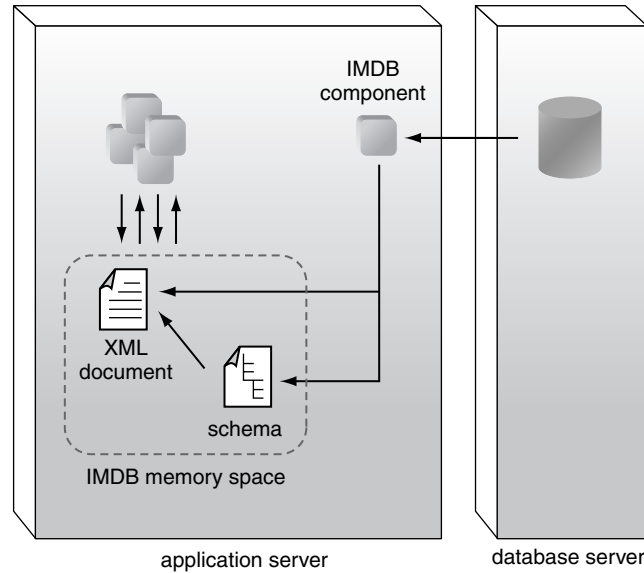 IMDB
component
XML
document
schema
IMDB memory space
application server
database server